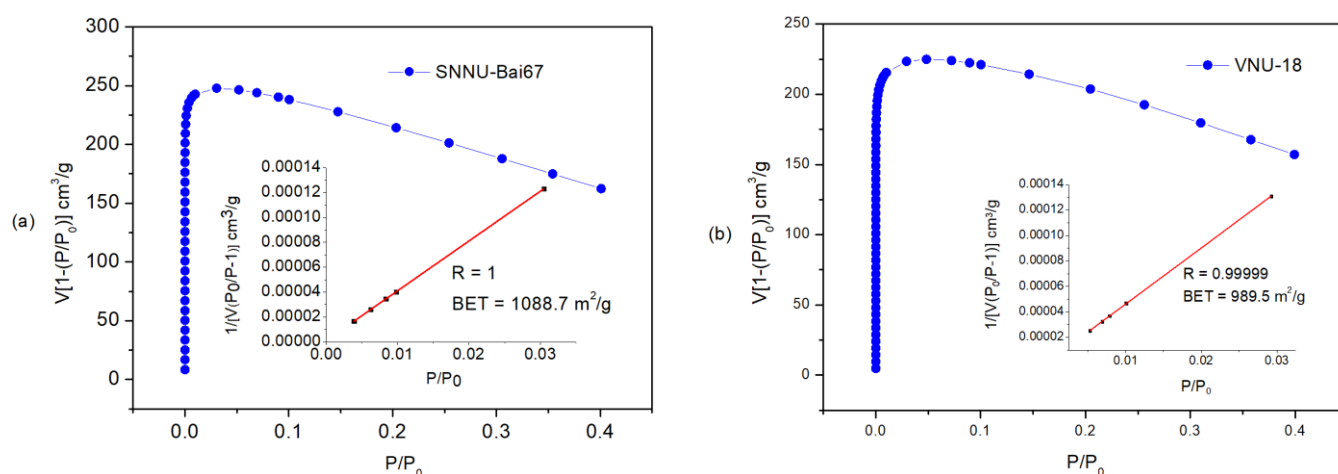 (a)
V[1-(P/P₀)] cm³/g
300
250
200
150
100
50
0
0.0 0.1 0.2 0.3 0.4
P/P₀
SNNU-Bai67
1/[V(P0/P-1)] cm³/g
0.00014
0.00012
0.00010
0.00008
0.00006
0.00004
0.00002
0.00000
0.00 0.01 0.02 0.03
P/P₀
R = 1
BET = 1088.7 m²/g
(b)
V[1-(P/P₀)] cm³/g
250
200
150
100
50
0
0.0 0.1 0.2 0.3 0.4
P/P₀
VNU-18
1/[V(P₀/P-1)] cm³/g
0.00014
0.00012
0.00010
0.00008
0.00006
0.00004
0.00002
0.01 0.02 0.03
P/P₀
R = 0.99999
BET = 989.5 m²/g